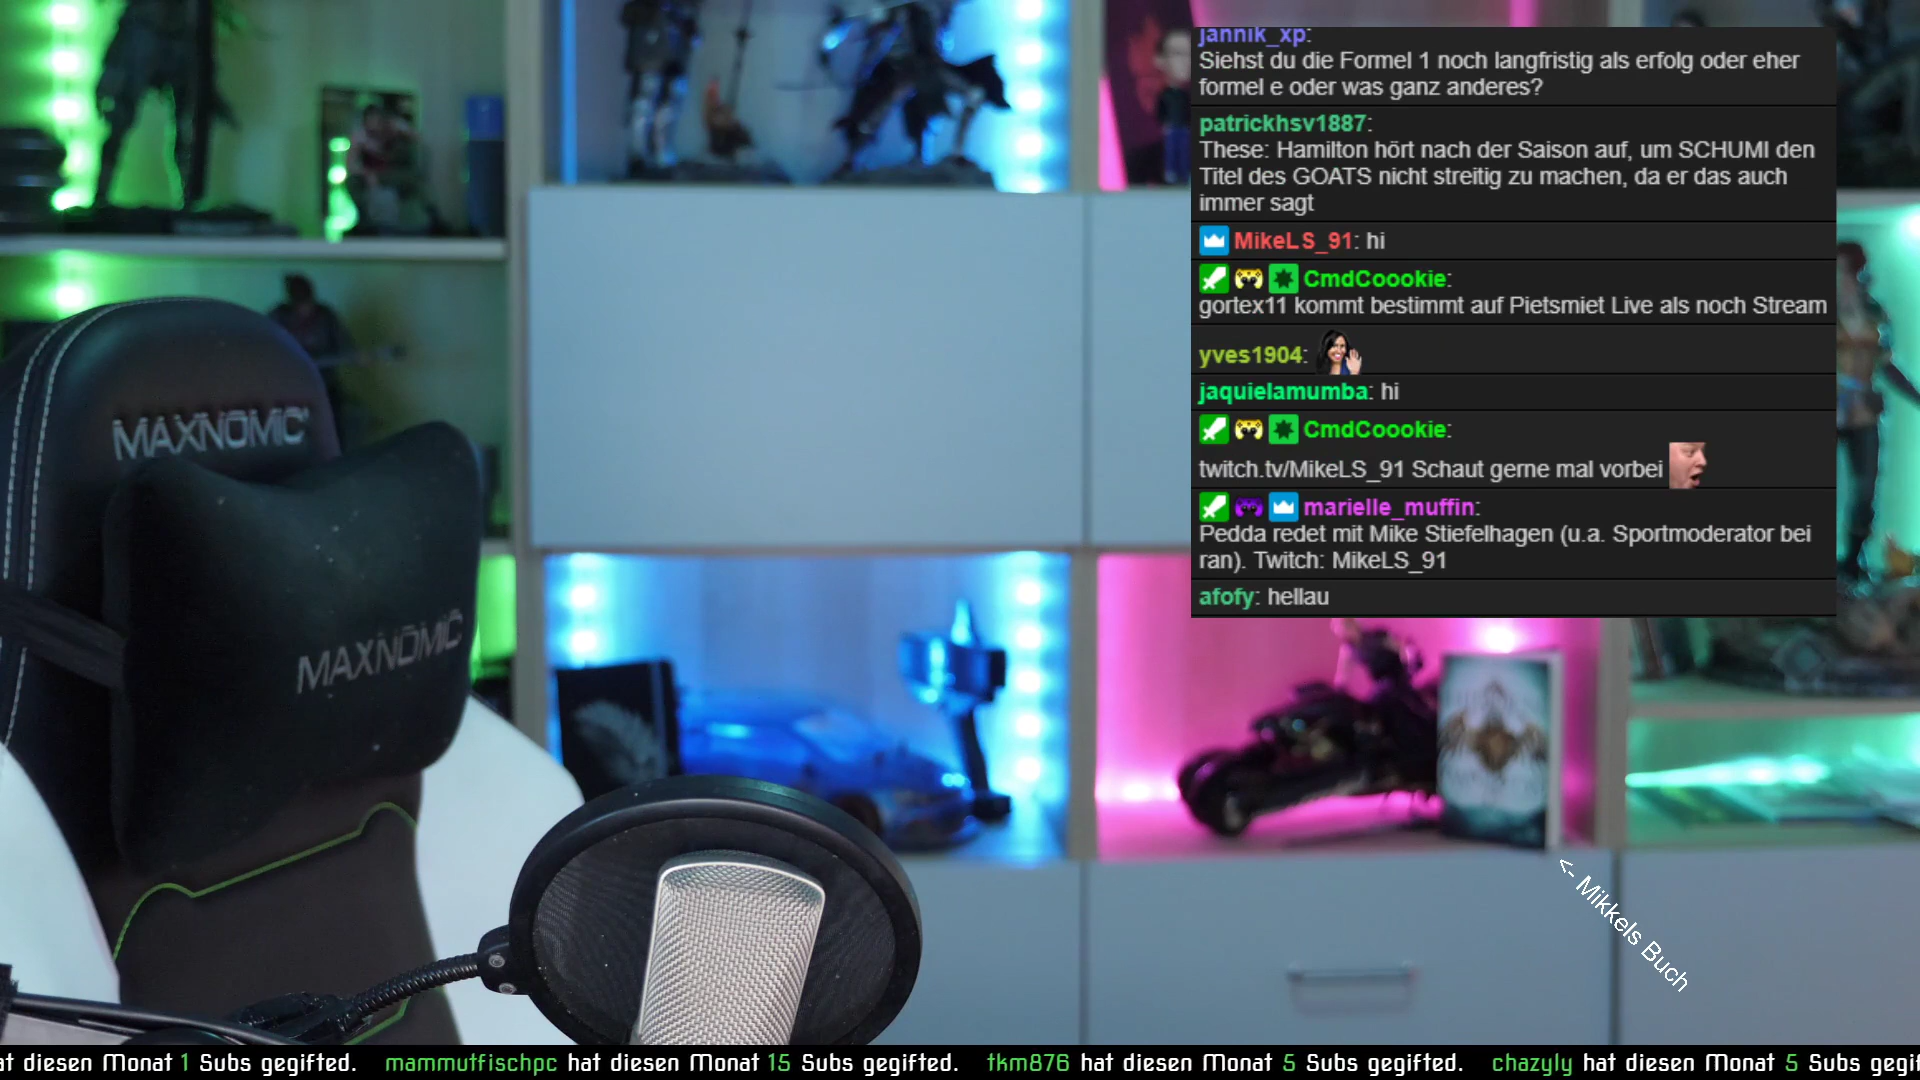 jannik_xp:
Siehst du die Formel 1 noch langfristig als erfolg oder eher
formel e oder was ganz anderes?
patrickhsv1887:
These: Hamilton hört nach der Saison auf, um SCHUMI den
Titel des GOATS nicht streitig zu machen, da er das auch
immer sagt
MikeLS_91: hi
CmdCoookie:
gortex11 kommt bestimmt auf Pietsmiet Live als noch Stream
yves1904:
jaquielamumba: hi
CmdCoookie:
twitch.tv/MikeLS_91 Schaut gerne mal vorbei
marielle_muffin:
Pedda redet mit Mike Stiefelhagen (u.a. Sportmoderator bei
ran). Twitch: MikeLS_91
afofy: hellau
MAXNOMIC
MAXNOMIC
<- Mikkels Buch
at diesen Monat 1 Subs gegifted. mammutfischpc hat diesen Monat 15 Subs gegifted. tkm876 hat diesen Monat 5 Subs gegifted. chazyly hat diesen Monat 5 Subs gegif